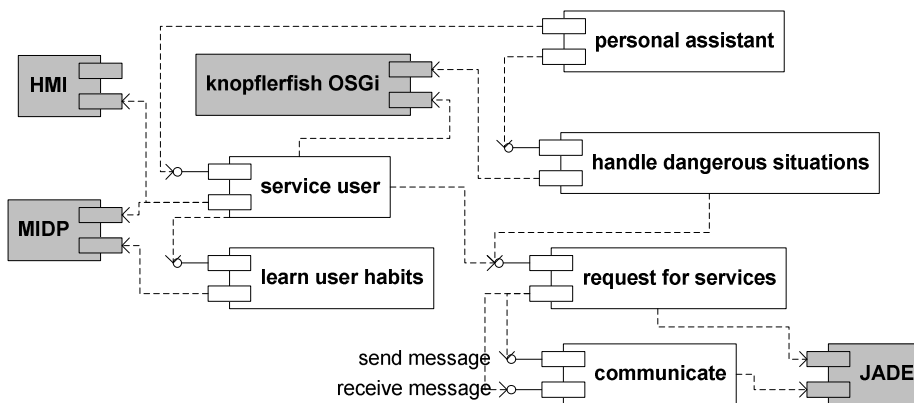 personal assistant
HMI
knopflerfish OSGi
handle dangerous situations
service user
MIDP
learn user habits
request for services
send message
communicate
JADE
receive message